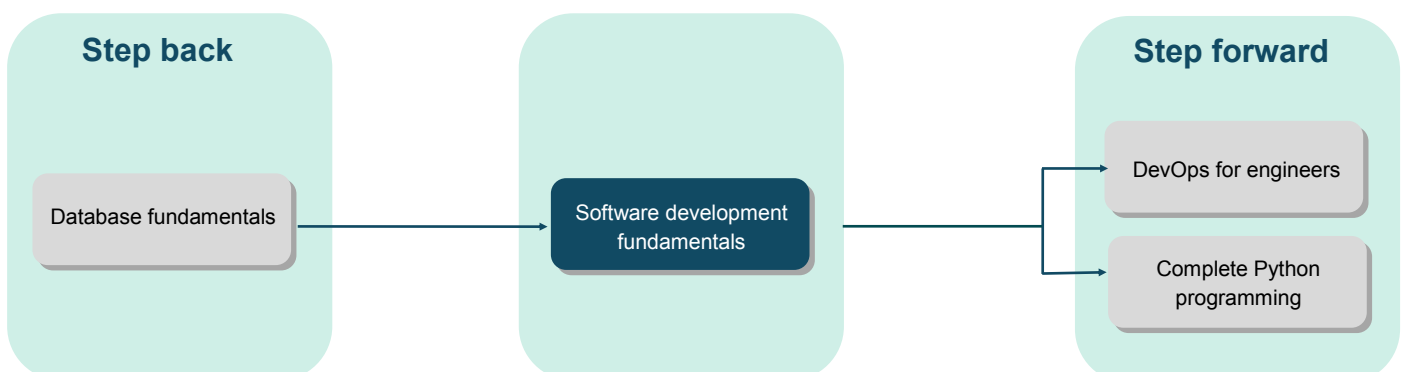 Step back
Database fundamentals
Software development
fundamentals
Step forward
DevOps for engineers
Complete Python
programming